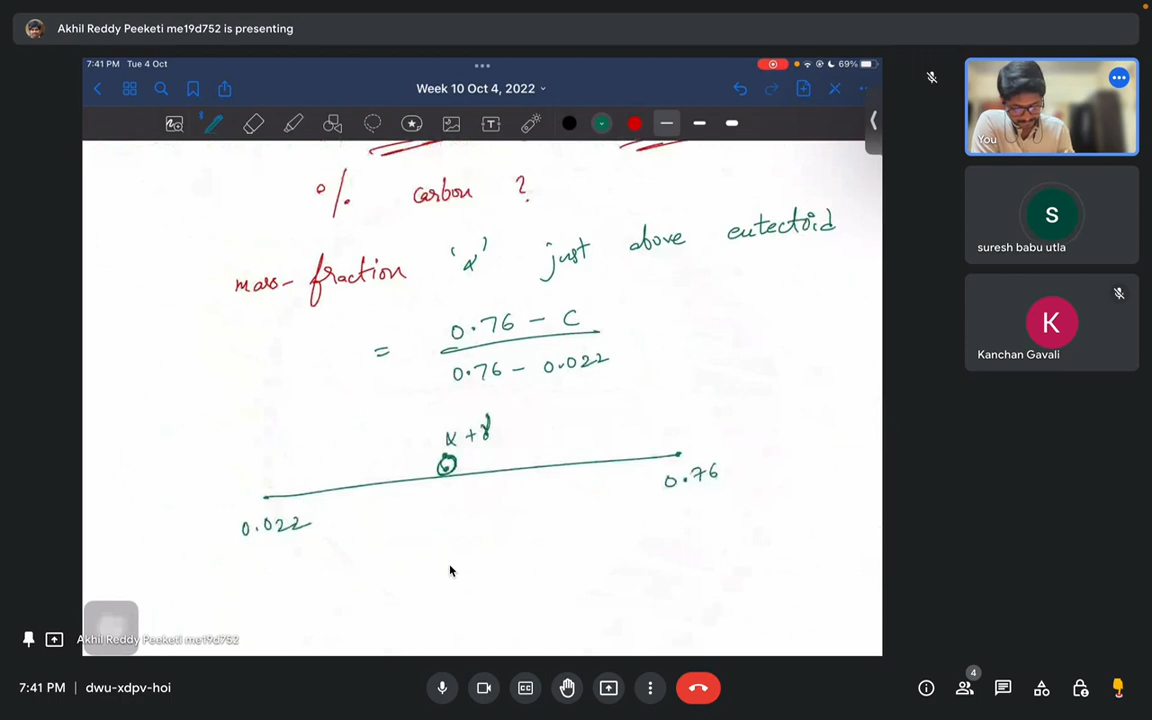 Akhil Reddy Peeketi me19d752 is presenting
7:41 PM Tue 4 Oct
69%
Week 10 Oct 4, 2022
% carbon ?
mass-fraction 'α' just above eutectoid
= 0.76 - C
0.76 - 0.022
α + γ
0.022
0.76
You
S
suresh babu utla
K
Kanchan Gavali
Akhil Reddy Peeketi me19d752
7:41 PM | dwu-xdpv-hoi
4